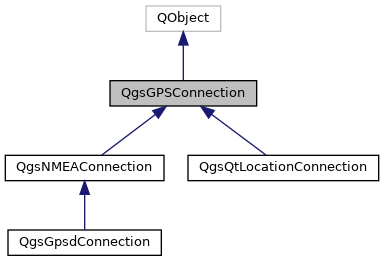 QObject
QgsGPSConnection
QgsNMEAConnection
QgsQtLocationConnection
QgsGpsdConnection